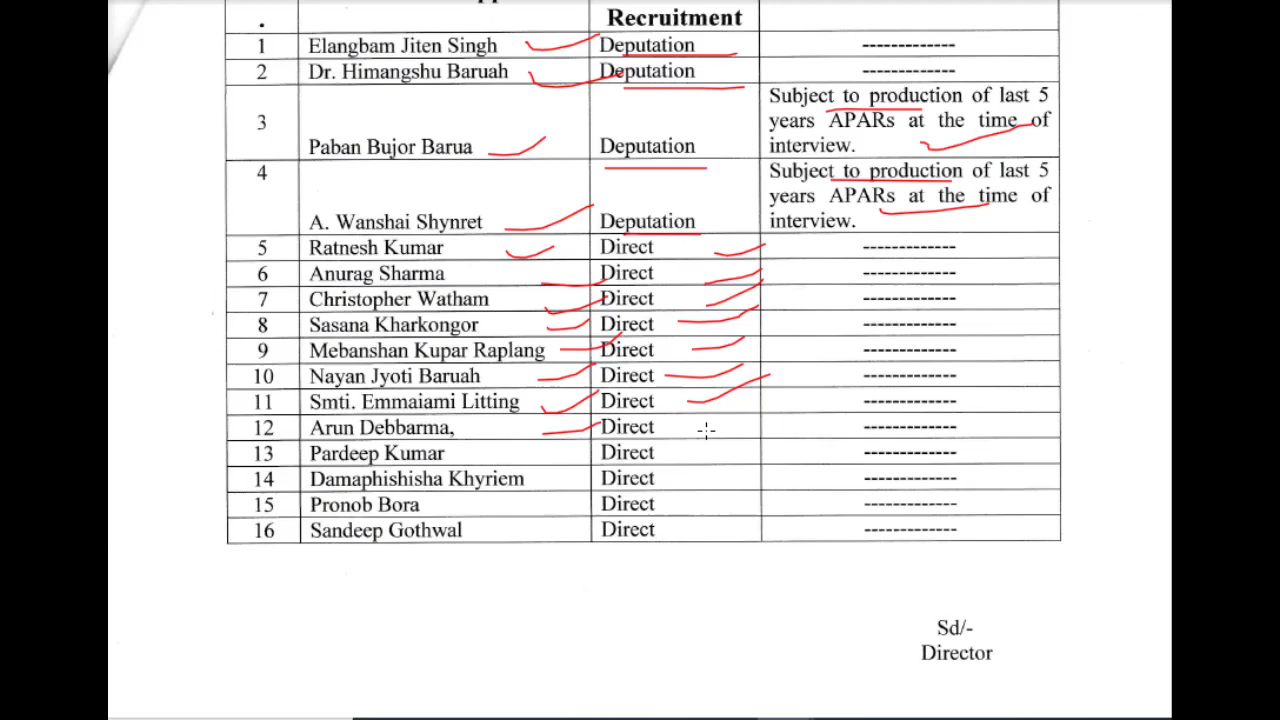 . Recruitment
1 Elangbam Jiten Singh Deputation -------------
2 Dr. Himangshu Baruah Deputation -------------
3 Paban Bujor Barua Deputation Subject to production of last 5
years APARs at the time of
interview.
4 A. Wanshai Shynret Deputation Subject to production of last 5
years APARs at the time of
interview.
5 Ratnesh Kumar Direct -------------
6 Anurag Sharma Direct -------------
7 Christopher Watham Direct -------------
8 Sasana Kharkongor Direct -------------
9 Mebanshan Kupar Raplang Direct -------------
10 Nayan Jyoti Baruah Direct -------------
11 Smti. Emmaiami Litting Direct -------------
12 Arun Debbarma, Direct -------------
13 Pardeep Kumar Direct -------------
14 Damaphishisha Khyriem Direct -------------
15 Pronob Bora Direct -------------
16 Sandeep Gothwal Direct -------------
Sd/-
Director